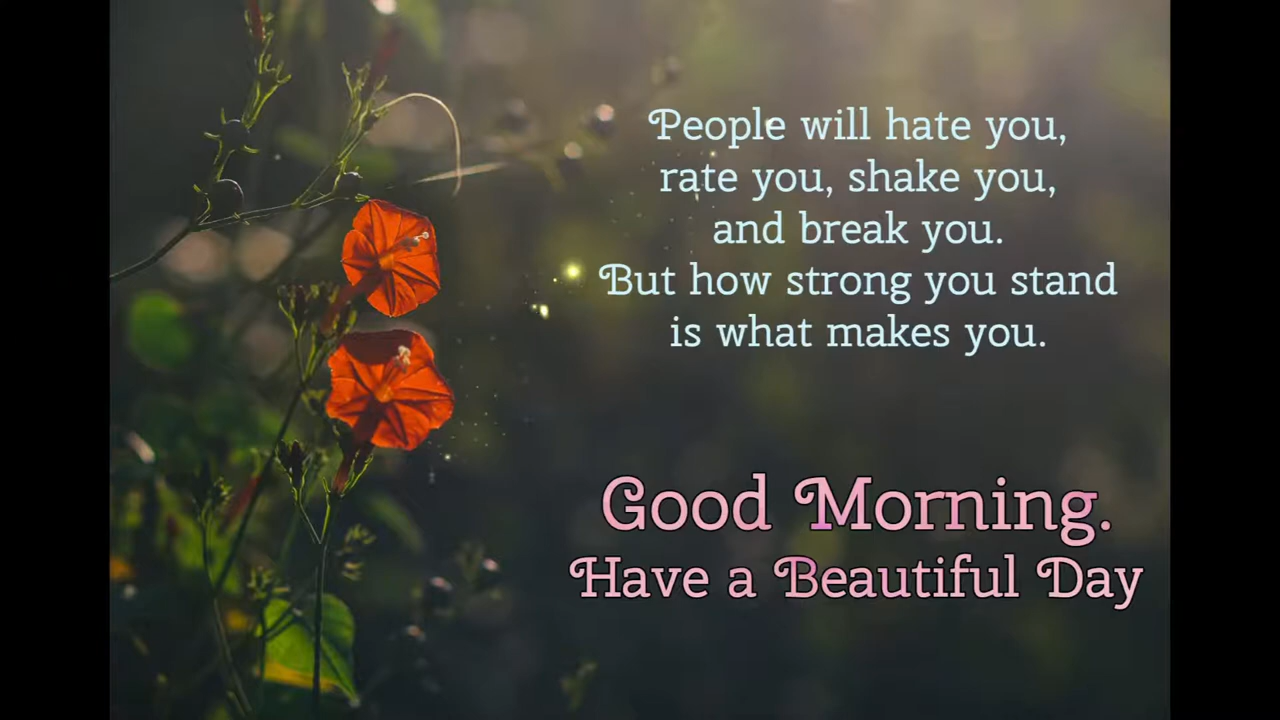 People will hate you,
rate you, shake you,
and break you.
But how strong you stand
is what makes you.
Good Morning.
Have a Beautiful Day